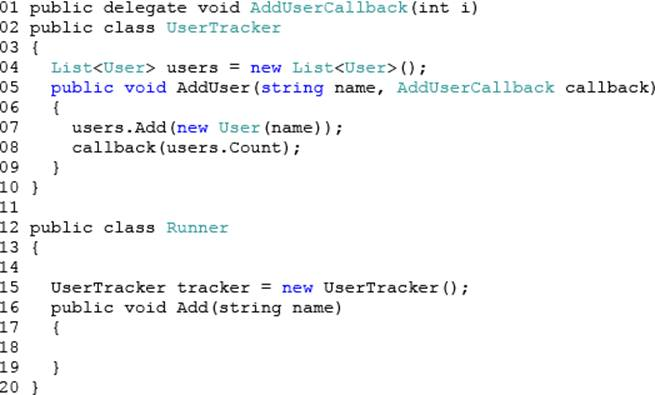 01 public delegate void AddUserCallback(int i)
02 public class UserTracker
03 {
04   List<User> users = new List<User>();
05   public void AddUser(string name, AddUserCallback callback)
06   {
07     users.Add(new User(name));
08     callback(users.Count);
09   }
10 }
11
12 public class Runner
13 {
14
15   UserTracker tracker = new UserTracker();
16   public void Add(string name)
17   {
18
19   }
20 }